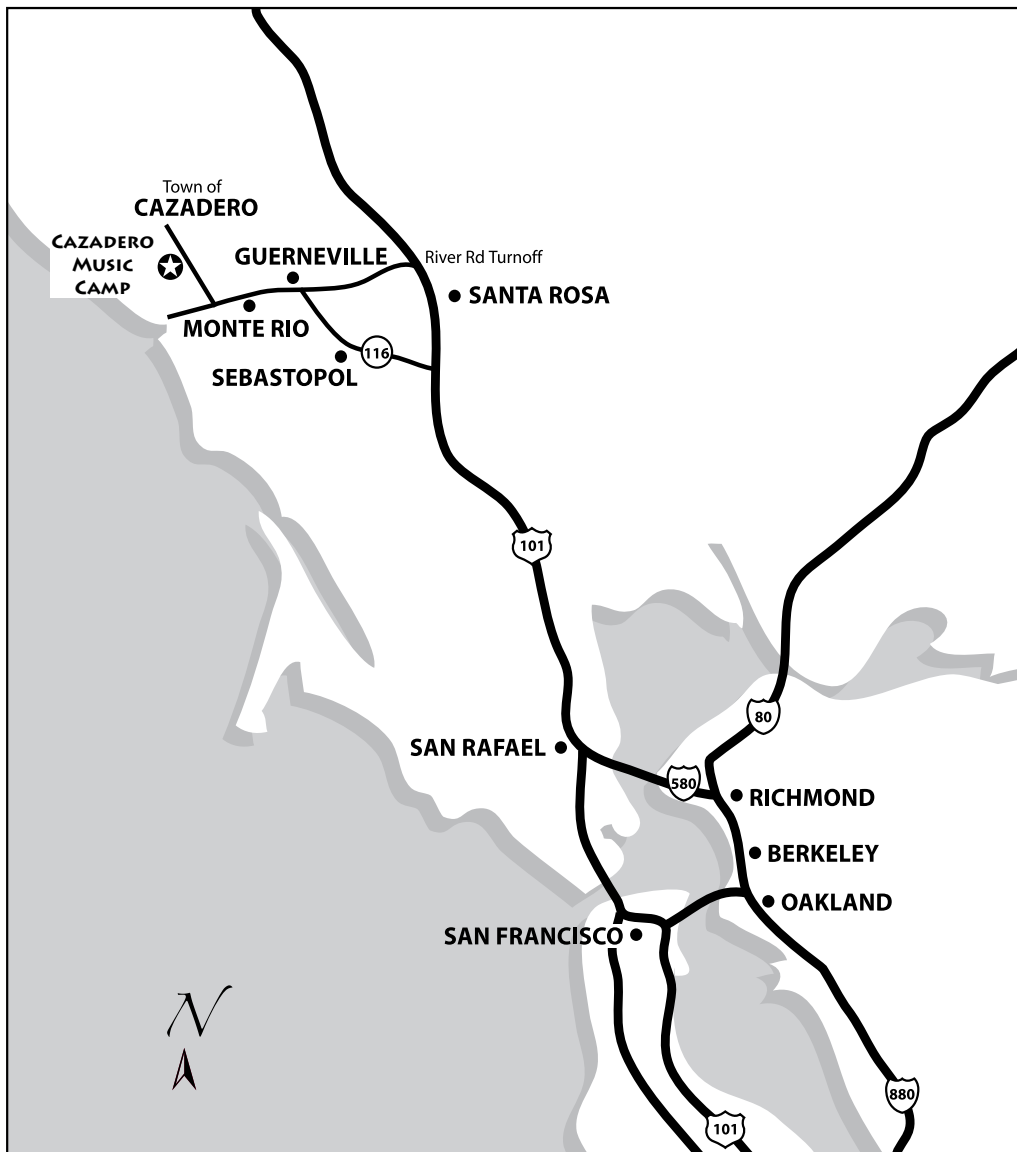 Town of
CAZADERO
CAZADERO
MUSIC
CAMP
GUERNEVILLE
River Rd Turnoff
SANTA ROSA
MONTE RIO
116
SEBASTOPOL
101
80
SAN RAFAEL
580
RICHMOND
BERKELEY
OAKLAND
SAN FRANCISCO
N
880
101